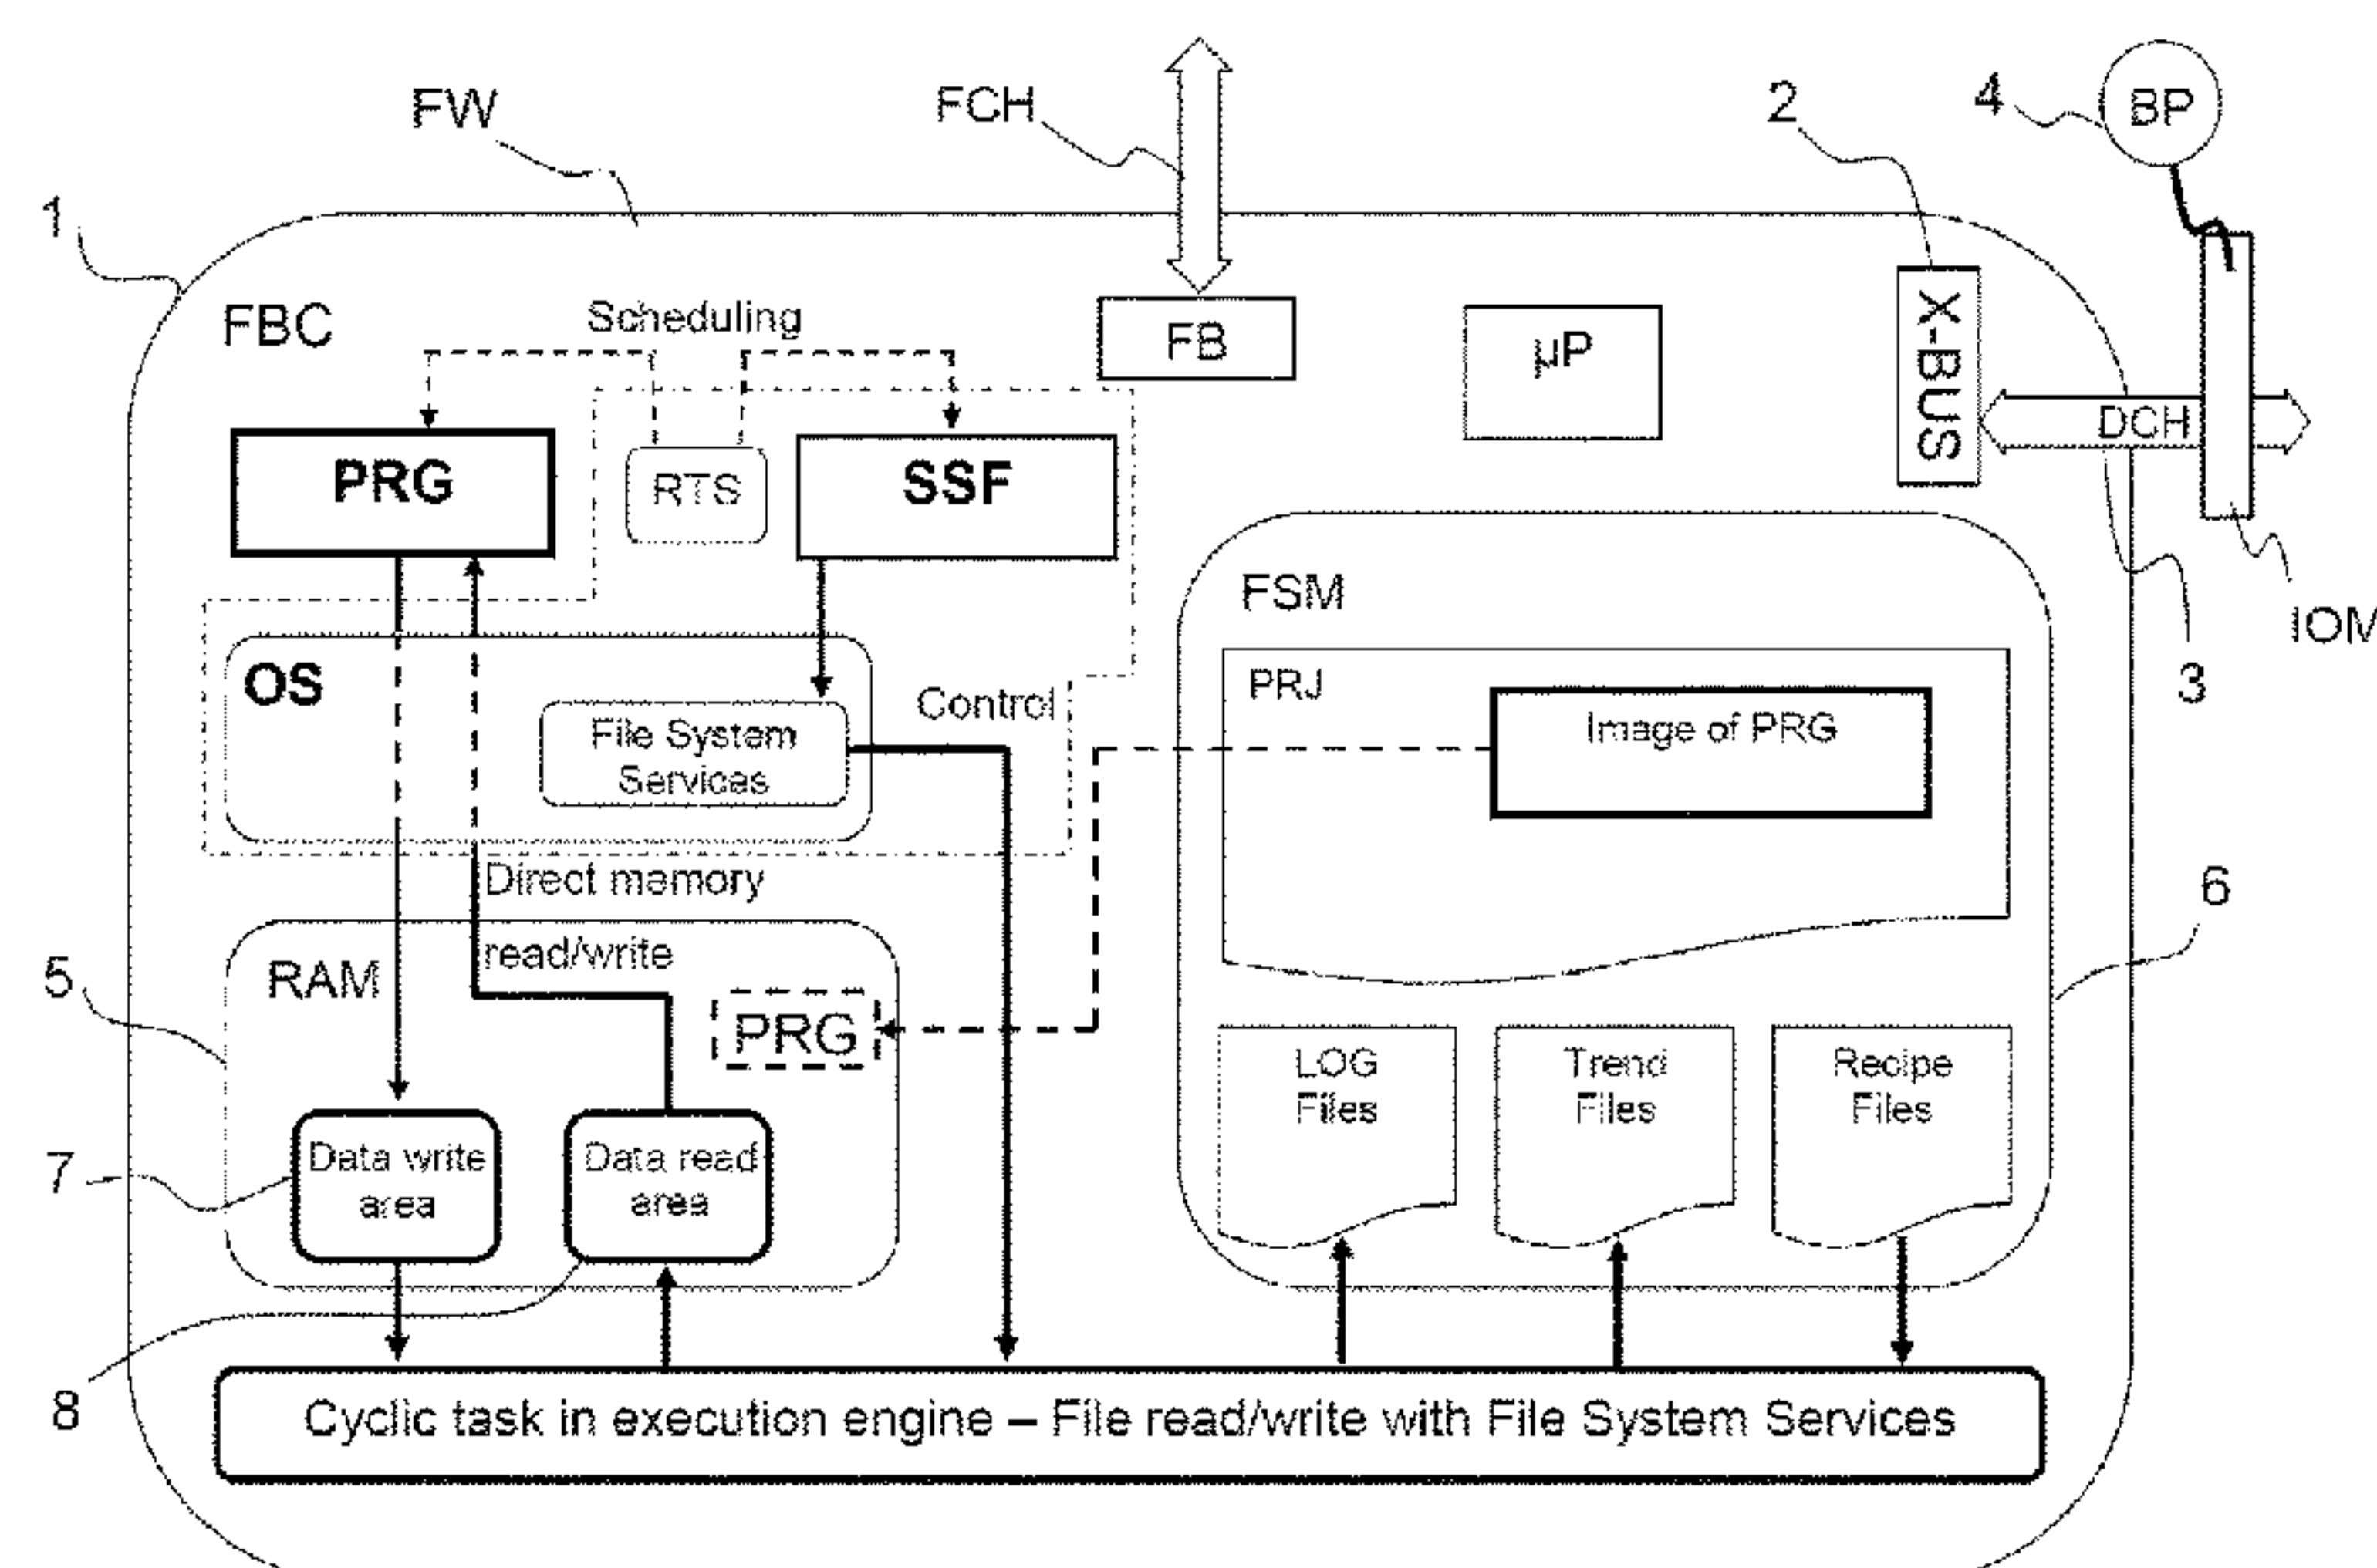 FW
FCH
2
4
BP
1
FBC
Scheduling
FB
µP
X-BUS
DCH
PRG
RTS
SSF
FSM
IOM
3
OS
Control
File System
Services
PRJ
Image of PRG
Direct memory
read/write
6
5
RAM
PRG
LOG
Files
Trend
Files
Recipe
Files
7
Data write
area
Data read
area
8
Cyclic task in execution engine – File read/write with File System Services